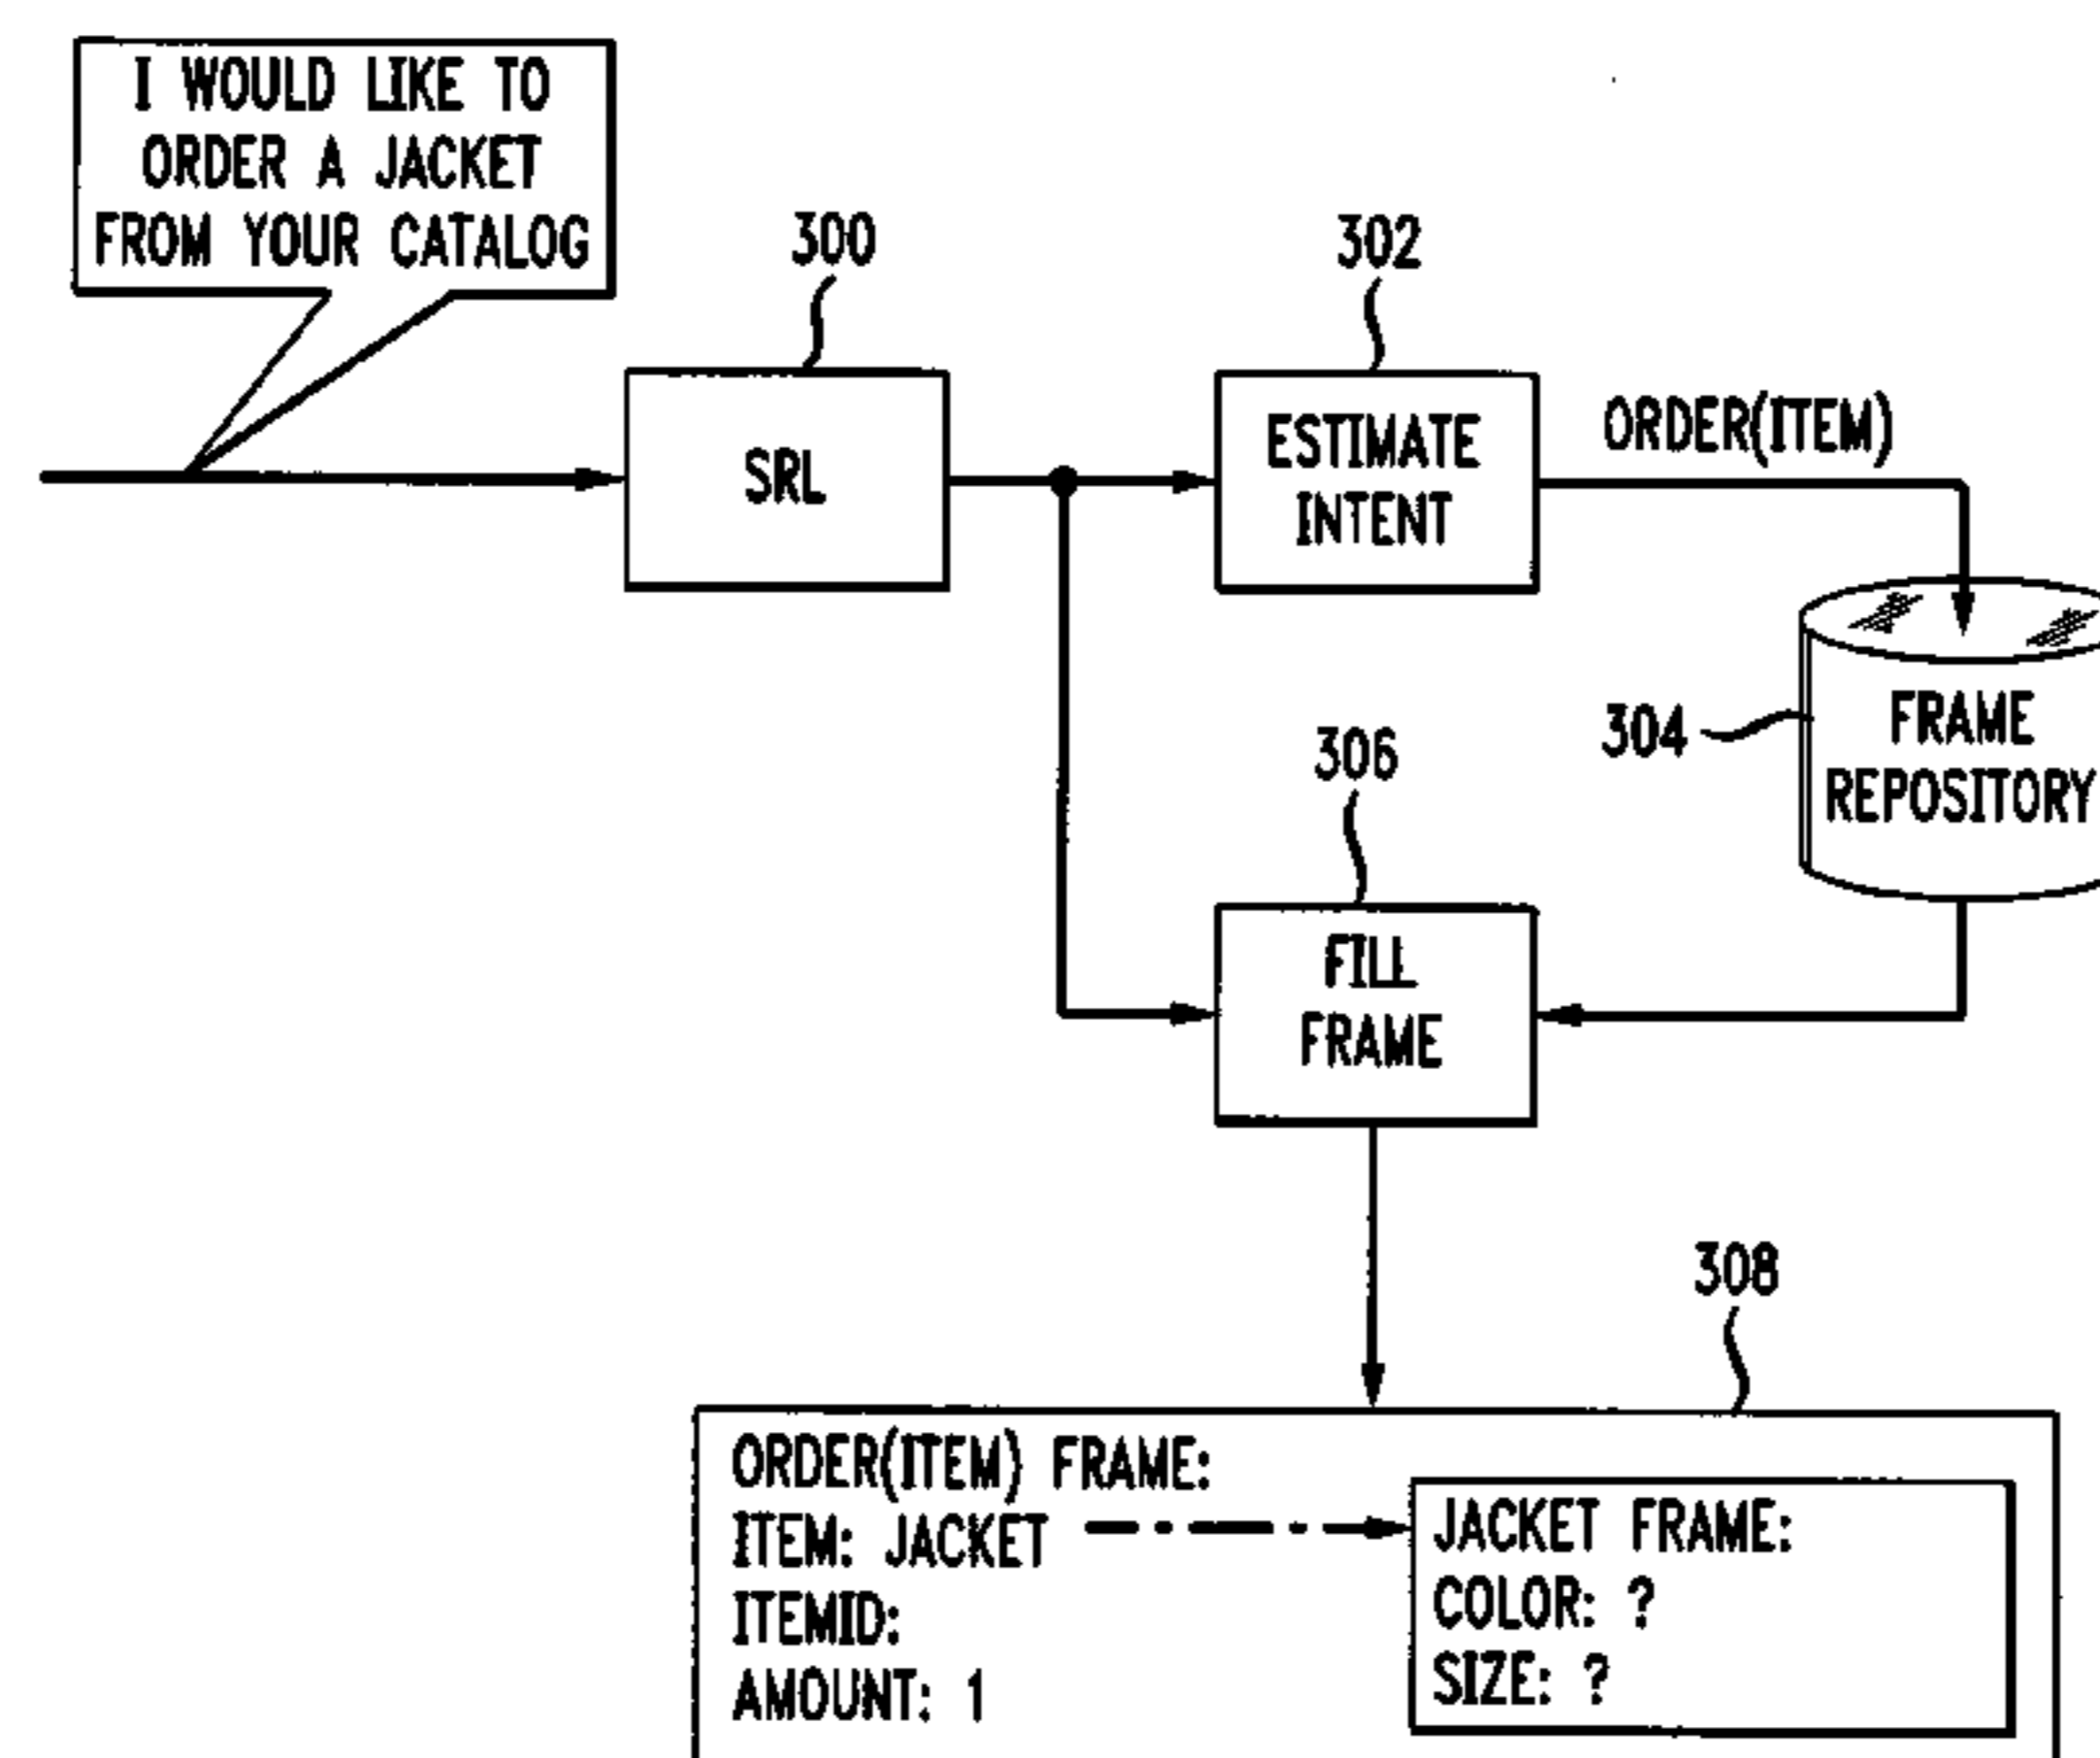 I WOULD LIKE TO
ORDER A JACKET
FROM YOUR CATALOG
300
302
SRL
ESTIMATE
INTENT
ORDER(ITEM)
304
FRAME
REPOSITORY
306
FILL
FRAME
308
ORDER(ITEM) FRAME:
ITEM: JACKET
ITEMID:
AMOUNT: 1
JACKET FRAME:
COLOR: ?
SIZE: ?